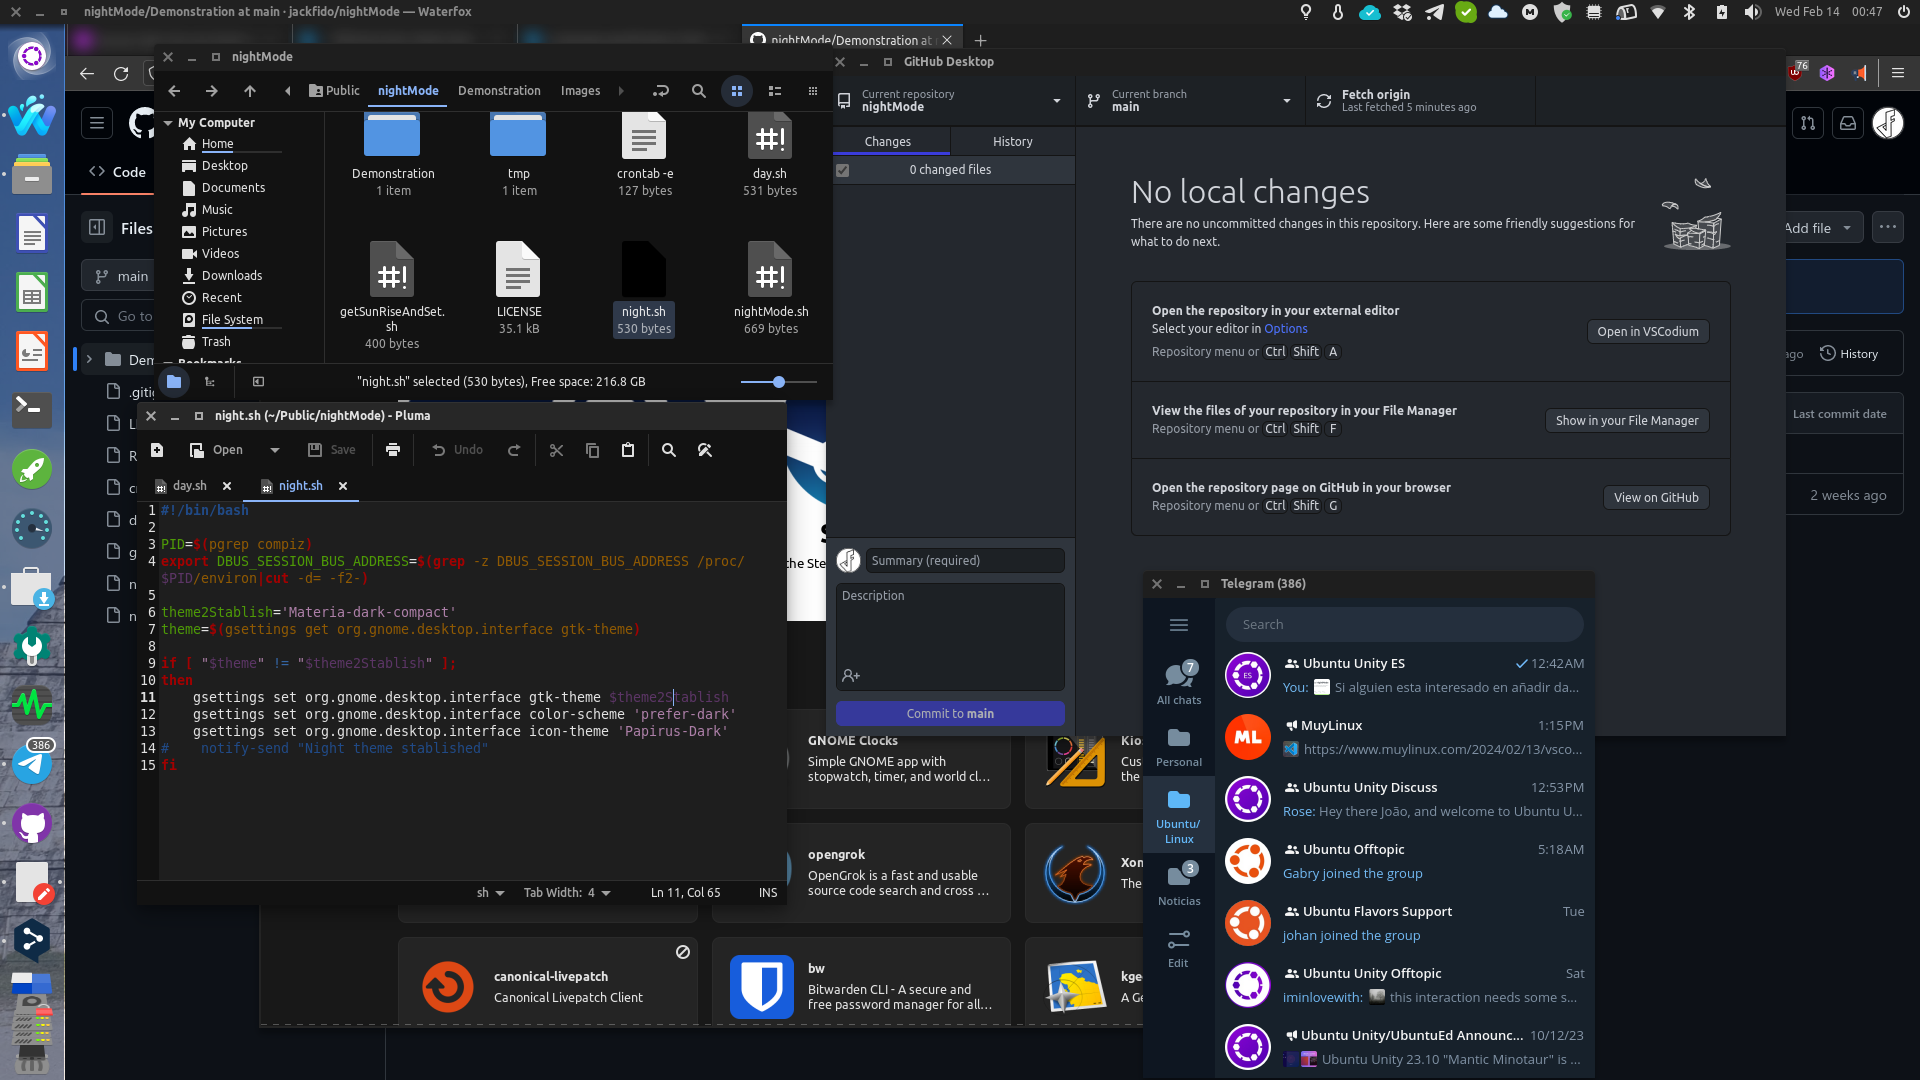 nightMode/Demonstration at main · jackfido/nightMode — Waterfox
Wed Feb 14 00:47
nightMode/Demonstration at
76
Code
Files
main
Go to
Add file
ago
History
Last commit date
2 weeks ago
nightMode
Public
nightMode
Demonstration
Images
My Computer
Home
Desktop
Documents
Music
Pictures
Videos
Downloads
Recent
File System
Trash
Bookmarks
Demonstration
1 item
tmp
1 item
crontab -e
127 bytes
#!
day.sh
531 bytes
#!
getSunRiseAndSet.
sh
400 bytes
LICENSE
35.1 kB
night.sh
530 bytes
#!
nightMode.sh
669 bytes
"night.sh" selected (530 bytes), Free space: 216.8 GB
night.sh (~/Public/nightMode) - Pluma
Open
Save
Undo
day.sh
night.sh
1 #!/bin/bash
2
3 PID=$(pgrep compiz)
4 export DBUS_SESSION_BUS_ADDRESS=$(grep -z DBUS_SESSION_BUS_ADDRESS /proc/
$PID/environ|cut -d= -f2-)
5
6 theme2Stablish='Materia-dark-compact'
7 theme=$(gsettings get org.gnome.desktop.interface gtk-theme)
8
9 if [ "$theme" != "$theme2Stablish" ];
10 then
11 gsettings set org.gnome.desktop.interface gtk-theme $theme2Stablish
12 gsettings set org.gnome.desktop.interface color-scheme 'prefer-dark'
13 gsettings set org.gnome.desktop.interface icon-theme 'Papirus-Dark'
14 # notify-send "Night theme stablished"
15 fi
sh
Tab Width: 4
Ln 11, Col 65
INS
GitHub Desktop
Current repository
nightMode
Current branch
main
Fetch origin
Last fetched 5 minutes ago
Changes
History
0 changed files
No local changes
There are no uncommitted changes in this repository. Here are some friendly suggestions for
what to do next.
Open the repository in your external editor
Select your editor in Options
Repository menu or Ctrl Shift A
Open in VSCodium
View the files of your repository in your File Manager
Repository menu or Ctrl Shift F
Show in your File Manager
Open the repository page on GitHub in your browser
Repository menu or Ctrl Shift G
View on GitHub
Summary (required)
Description
Commit to main
the Ste
GNOME Clocks
Simple GNOME app with
stopwatch, timer, and world cl...
Cus
the
opengrok
OpenGrok is a fast and usable
source code search and cross ...
Xon
The
canonical-livepatch
Canonical Livepatch Client
bw
Bitwarden CLI - A secure and
free password manager for all...
kge
A Ge
Telegram (386)
Search
7
All chats
Personal
Ubuntu/
Linux
3
Noticias
Edit
ES
Ubuntu Unity ES
12:42AM
You: Si alguien esta interesado en añadir da...
ML
MuyLinux
1:15PM
https://www.muylinux.com/2024/02/13/vsco...
Ubuntu Unity Discuss
12:53PM
Rose: Hey there João, and welcome to Ubuntu U...
Ubuntu Offtopic
5:18AM
Gabry joined the group
Ubuntu Flavors Support
Tue
johan joined the group
Ubuntu Unity Offtopic
Sat
iminlovewith: this interaction needs some s...
Ubuntu Unity/UbuntuEd Announc...
10/12/23
Ubuntu Unity 23.10 "Mantic Minotaur" is ...
386